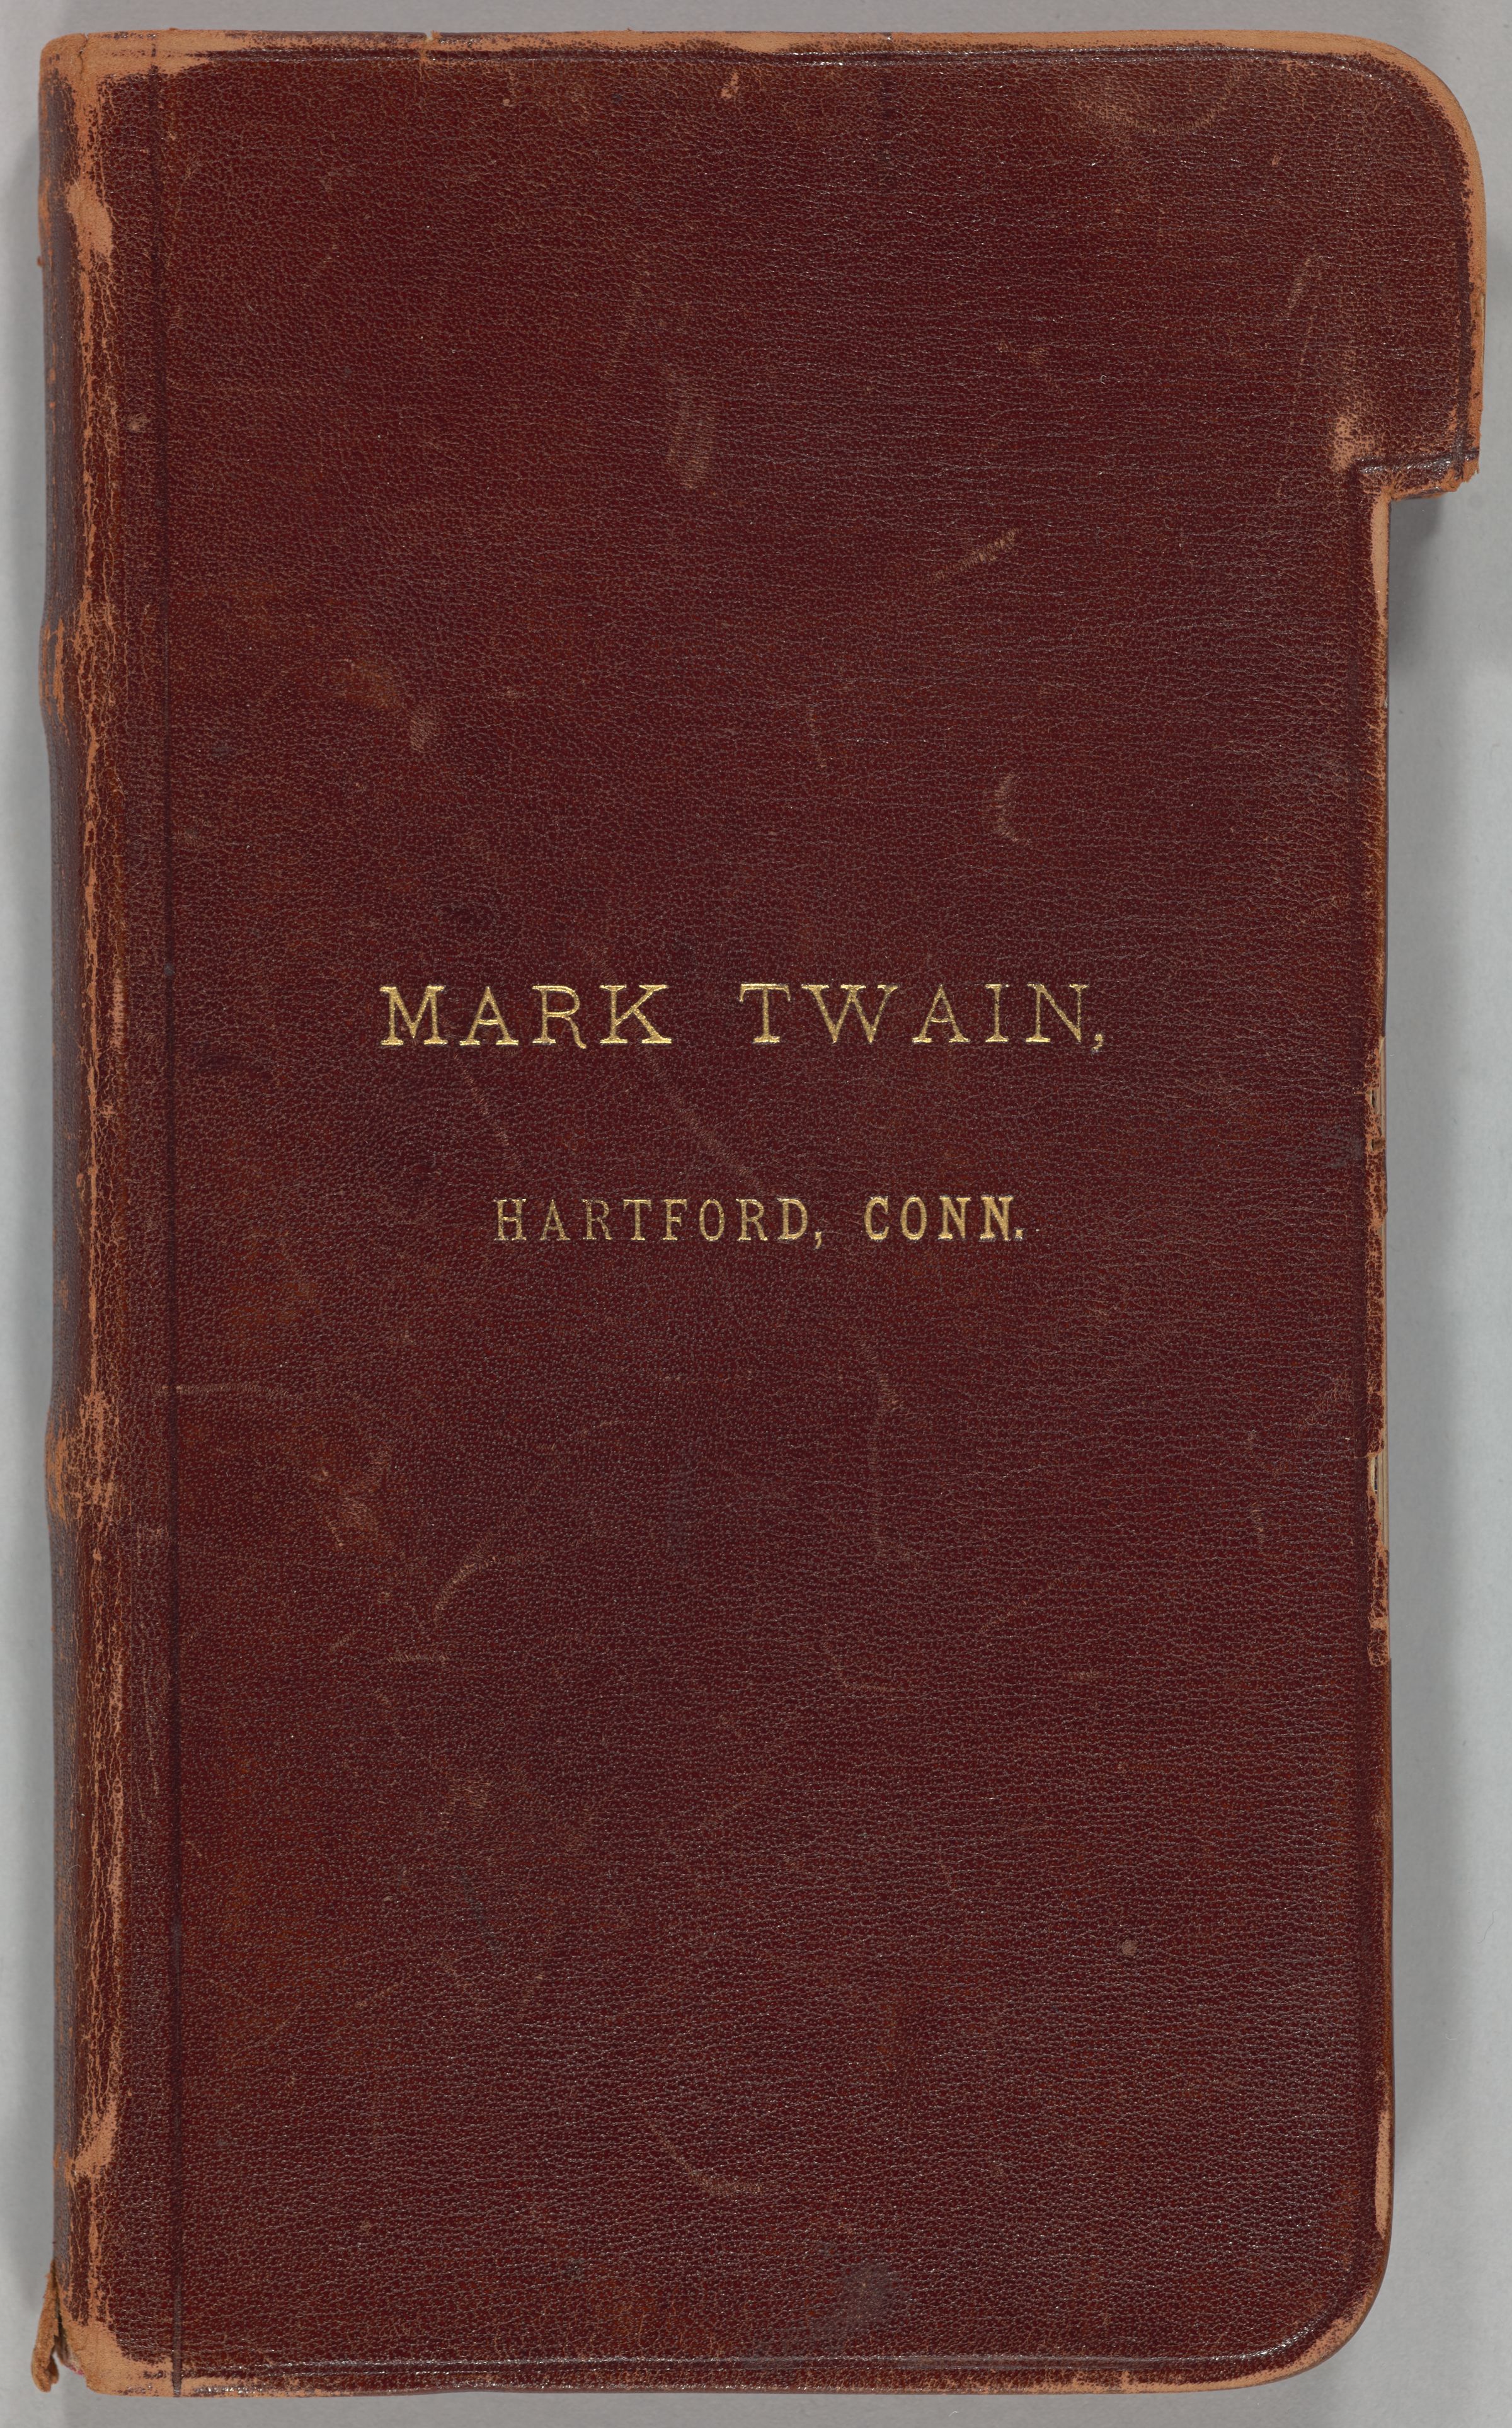 MARK TWAIN,
HARTFORD, CONN.